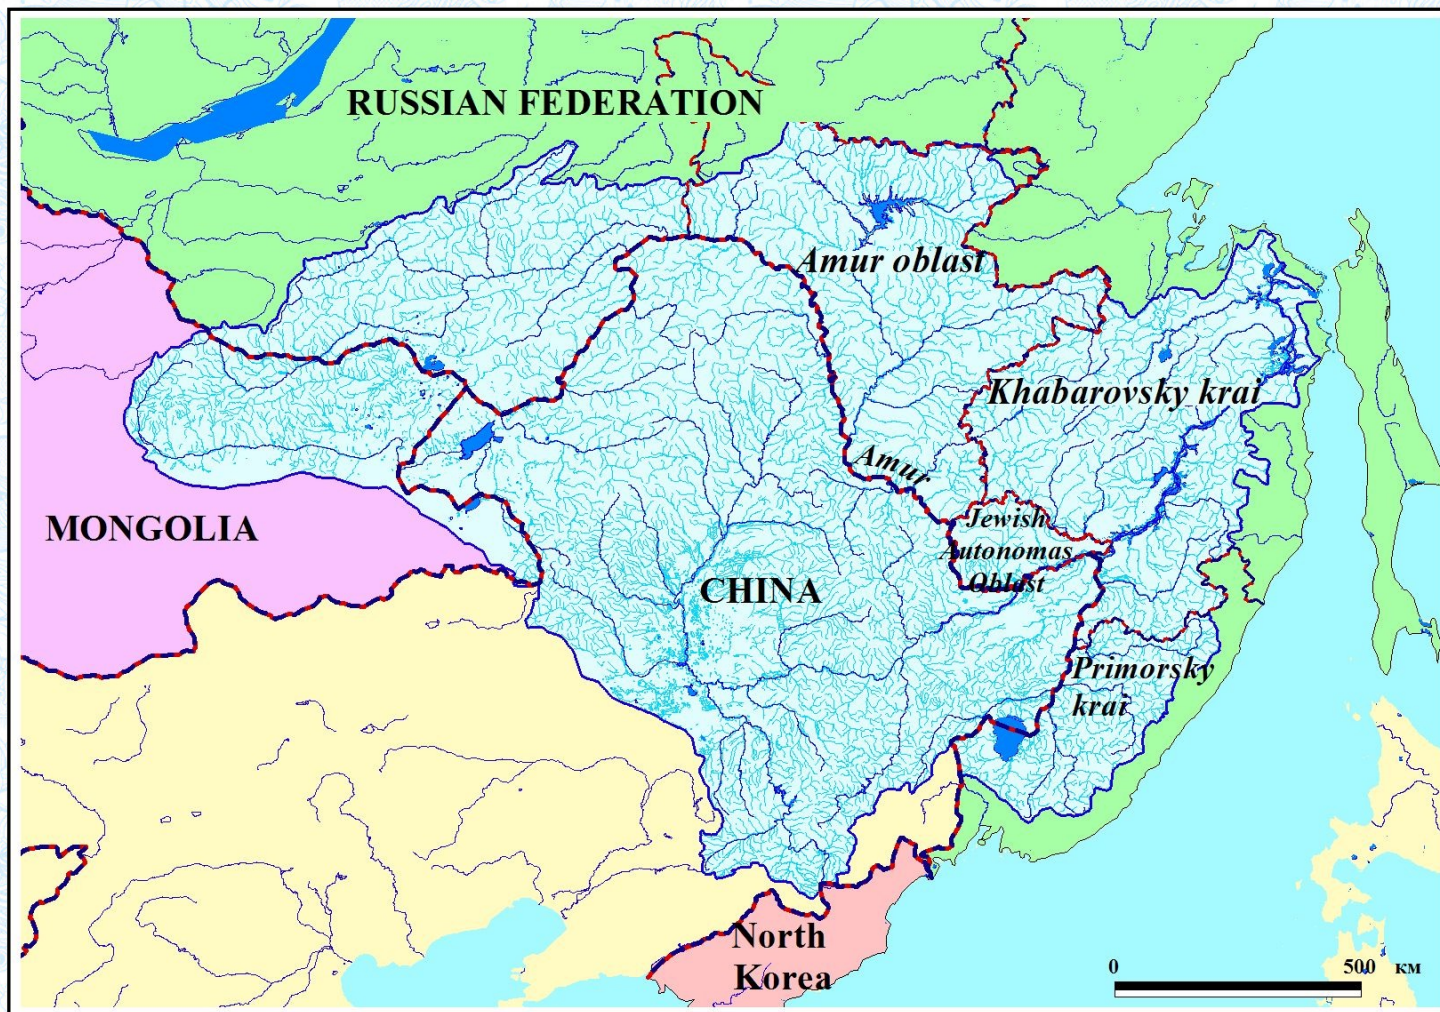 RUSSIAN FEDERATION
Amur oblast
Khabarovsky krai
Amur
MONGOLIA
Jewish
Autonomas
Oblast
CHINA
Primorsky
krai
North
Korea
0 500 км